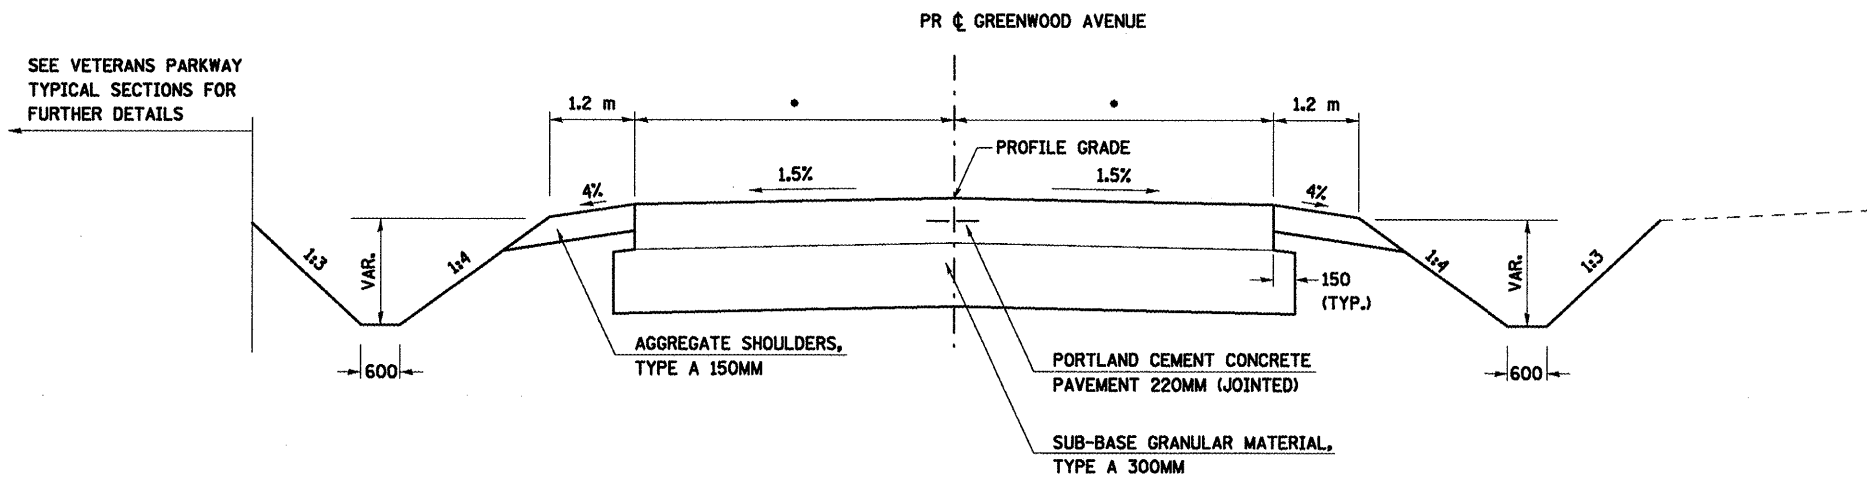 PR ℄ GREENWOOD AVENUE
SEE VETERANS PARKWAY
TYPICAL SECTIONS FOR
FURTHER DETAILS
1.2 m
•
•
1.2 m
PROFILE GRADE
4%
1.5%
1.5%
4%
1:3
VAR.
1:4
1:4
VAR.
1:3
150
(TYP.)
600
AGGREGATE SHOULDERS,
TYPE A 150MM
PORTLAND CEMENT CONCRETE
PAVEMENT 220MM (JOINTED)
600
SUB-BASE GRANULAR MATERIAL,
TYPE A 300MM